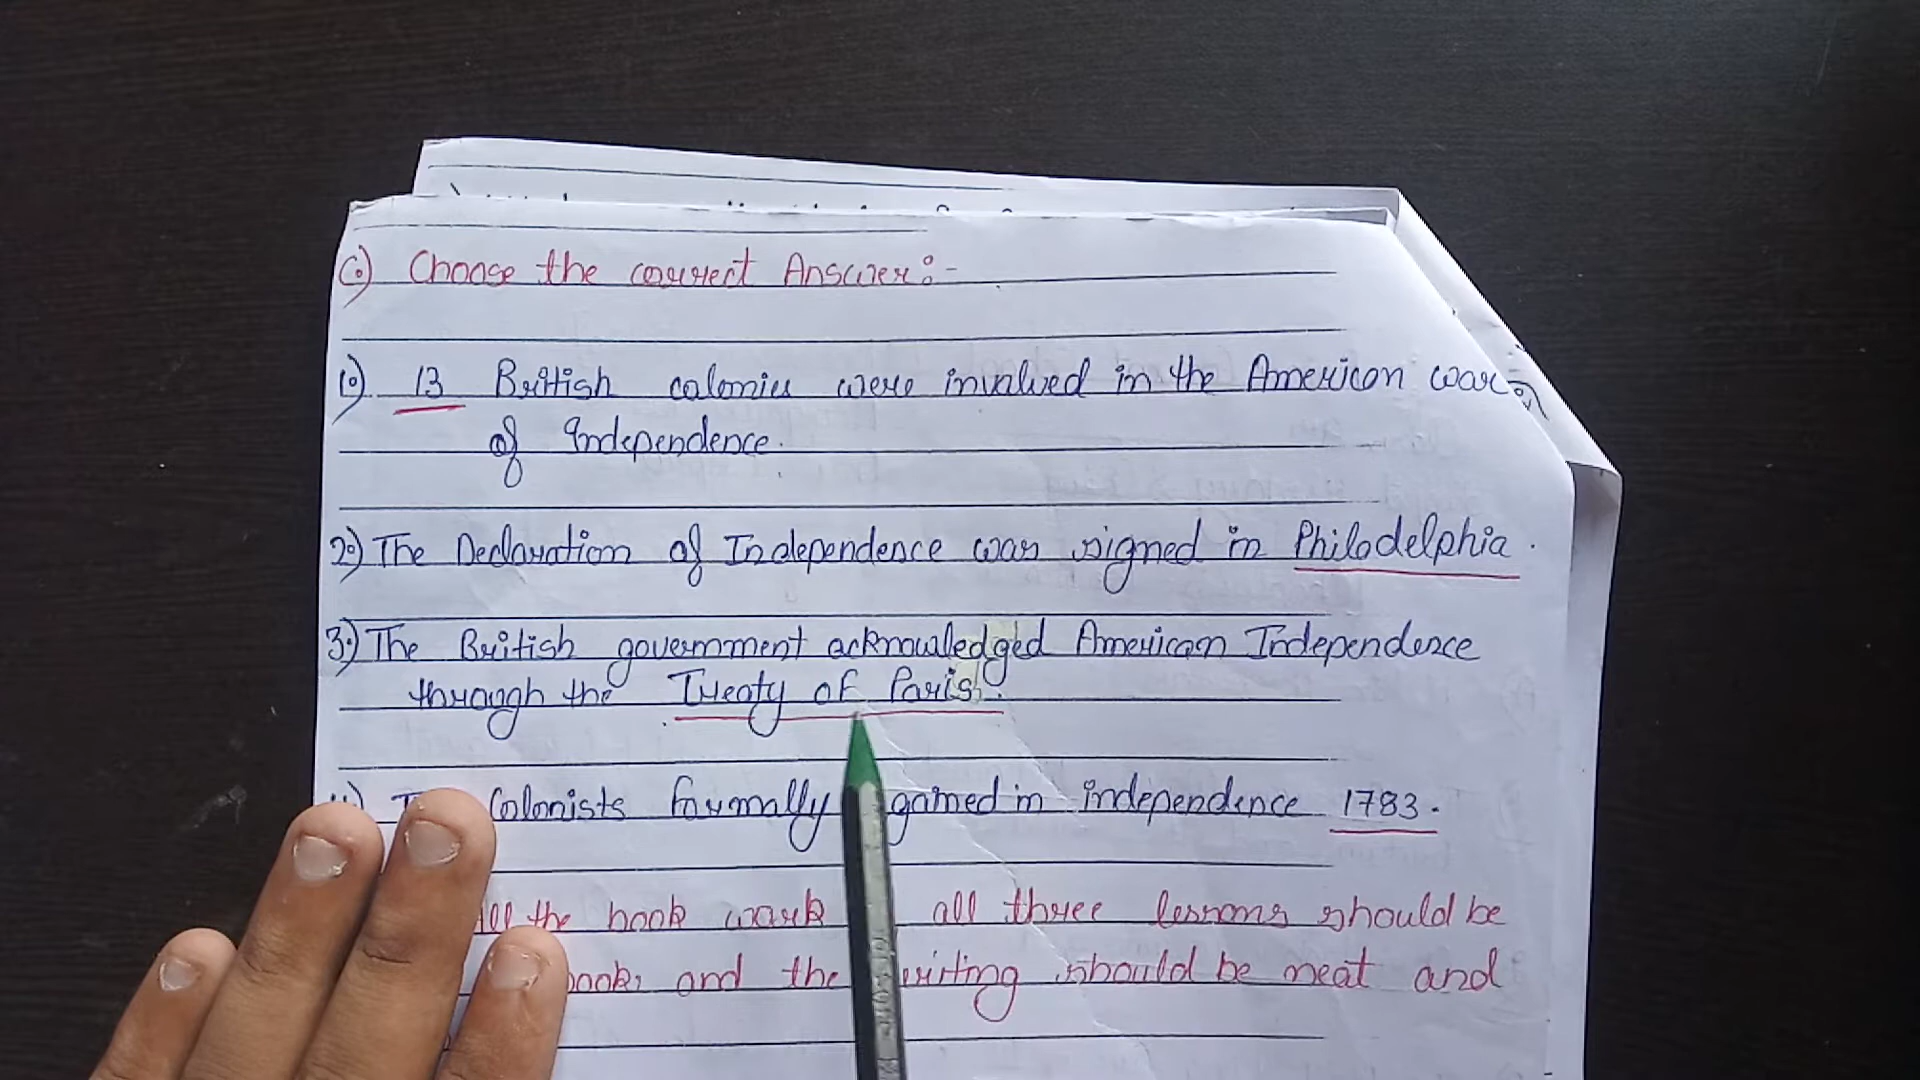 C) Choose the correct Answer:-
1) 13 British colonies were involved in the American war
of Independence.
2) The Declaration of Independence was signed in Philadelphia.
3) The British government acknowledged American Independence
through the Treaty of Paris.
Colonists formally gained in independence 1783.
the book work all three lessons should be
and the writing should be neat and